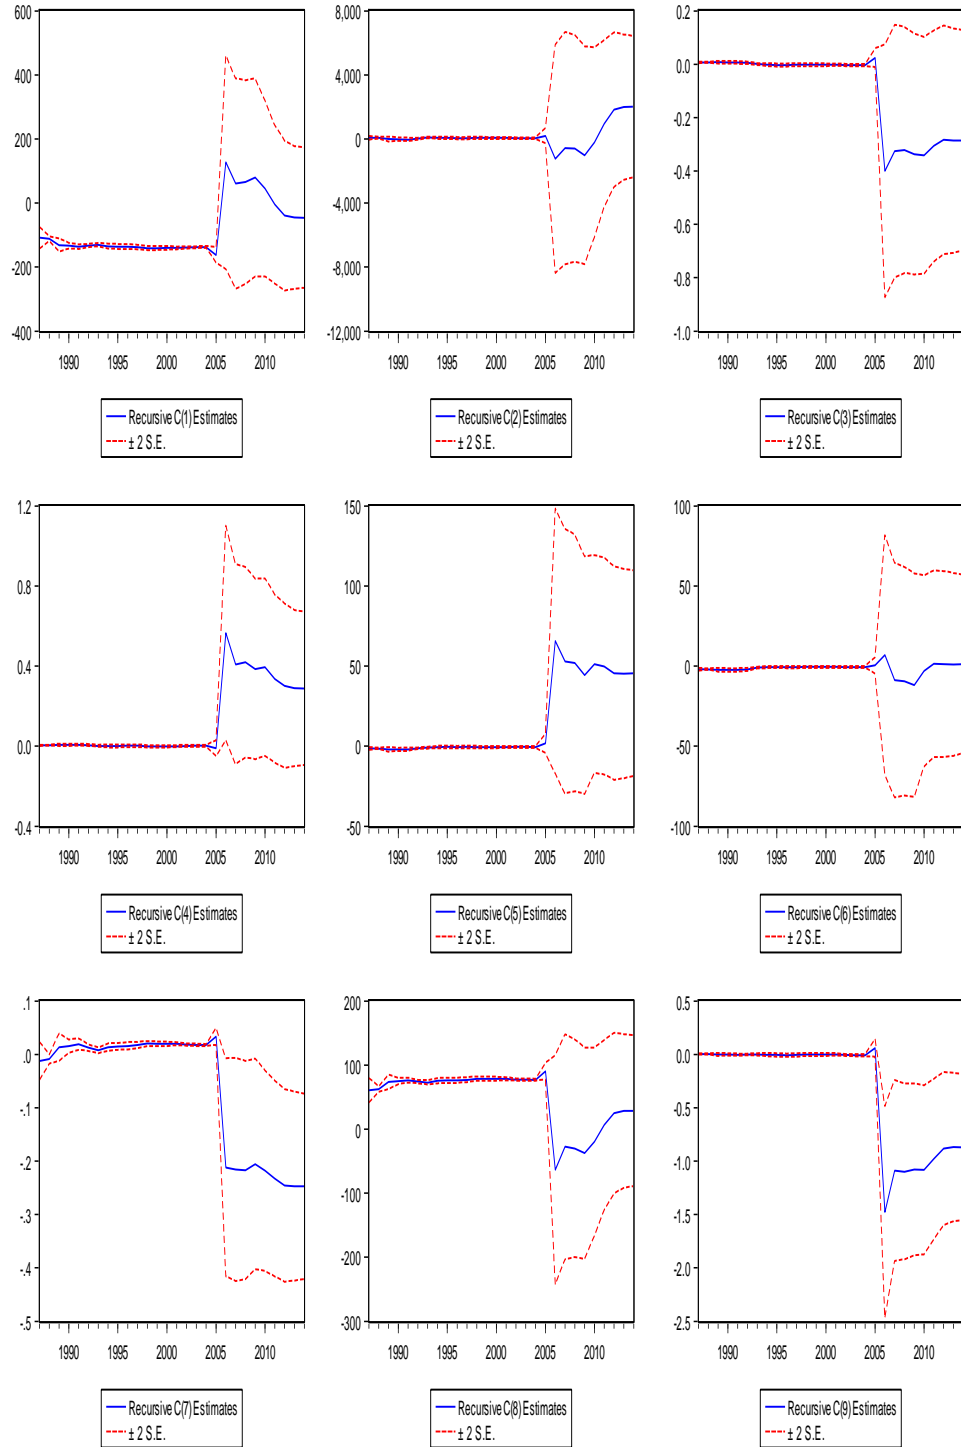 600
400
200
0
-200
-400
1990 1995 2000 2005 2010
Recursive C(1) Estimates
± 2 S.E.
8,000
4,000
0
-4,000
-8,000
-12,000
1990 1995 2000 2005 2010
Recursive C(2) Estimates
± 2 S.E.
0.2
0.0
-0.2
-0.4
-0.6
-0.8
-1.0
1990 1995 2000 2005 2010
Recursive C(3) Estimates
± 2 S.E.
1.2
0.8
0.4
0.0
-0.4
1990 1995 2000 2005 2010
Recursive C(4) Estimates
± 2 S.E.
150
100
50
0
-50
1990 1995 2000 2005 2010
Recursive C(5) Estimates
± 2 S.E.
100
50
0
-50
-100
1990 1995 2000 2005 2010
Recursive C(6) Estimates
± 2 S.E.
.1
.0
-.1
-.2
-.3
-.4
-.5
1990 1995 2000 2005 2010
Recursive C(7) Estimates
± 2 S.E.
200
100
0
-100
-200
-300
1990 1995 2000 2005 2010
Recursive C(8) Estimates
± 2 S.E.
0.5
0.0
-0.5
-1.0
-1.5
-2.0
-2.5
1990 1995 2000 2005 2010
Recursive C(9) Estimates
± 2 S.E.